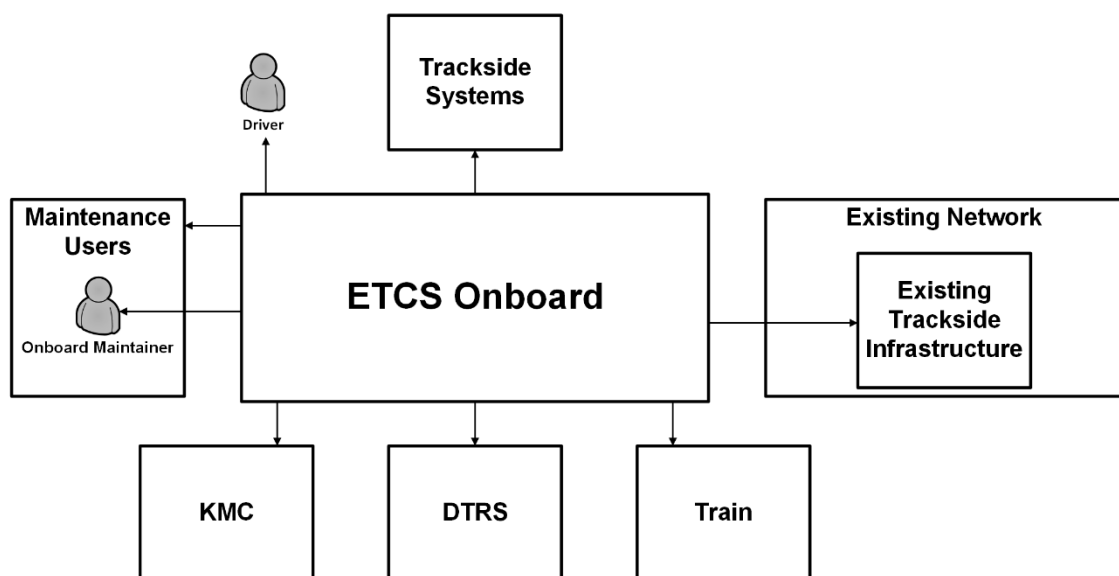 Trackside
Systems
Driver
Maintenance
Users
Onboard Maintainer
ETCS Onboard
Existing Network
Existing
Trackside
Infrastructure
KMC
DTRS
Train